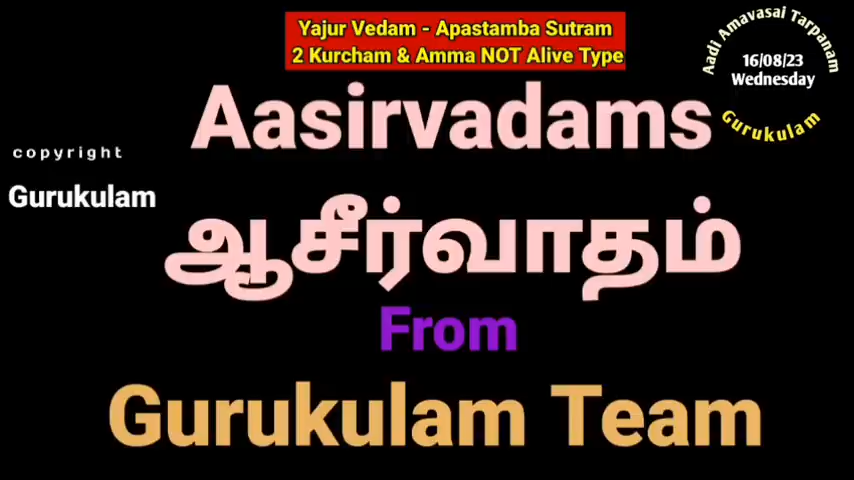 Yajur Vedam - Apastamba Sutram
2 Kurcham & Amma NOT Alive Type
Aadi Amavasai Tarpanam
16/08/23
Wednesday
Gurukulam
Aasirvadams
copyright
Gurukulam
ஆசீர்வாதம்
From
Gurukulam Team